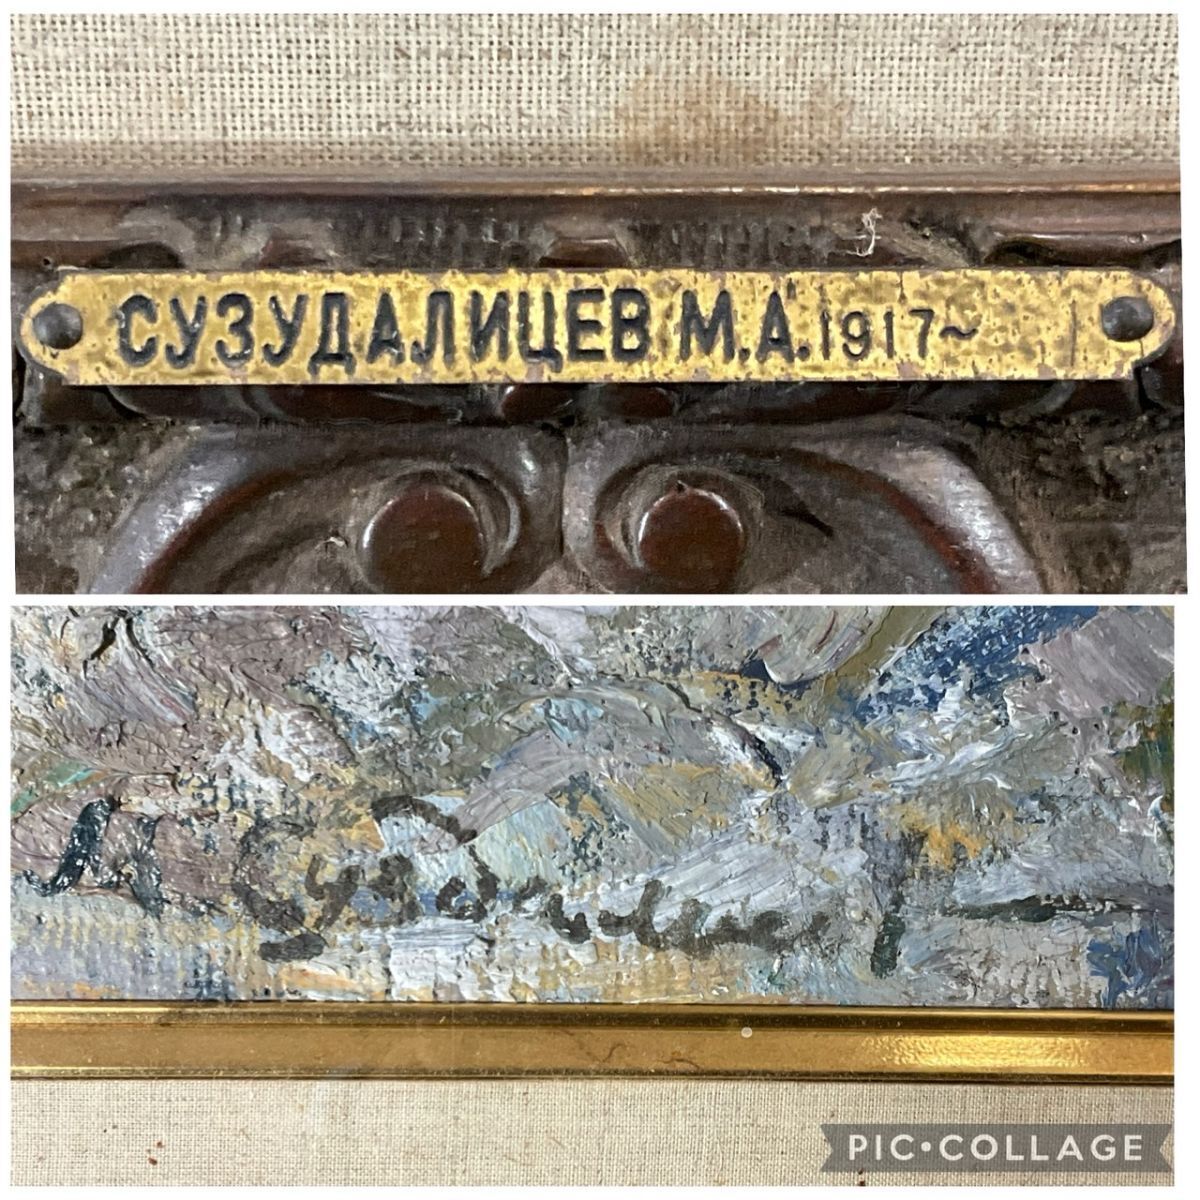 СУЗУДАЛИЦЕВ М.А. 1917~
М
PIC•COLLAGE